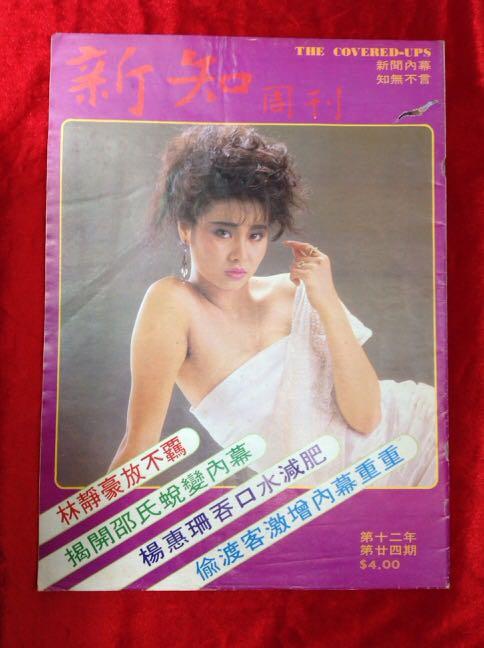 THE COVERED-UPS
新知周刊
新聞內幕
知無不言
林靜豪放不羈
揭開邵氏蛻變內幕
楊惠珊吞口水減肥
偷渡客激增內幕重重
第十二年
第廿四期
$4.00